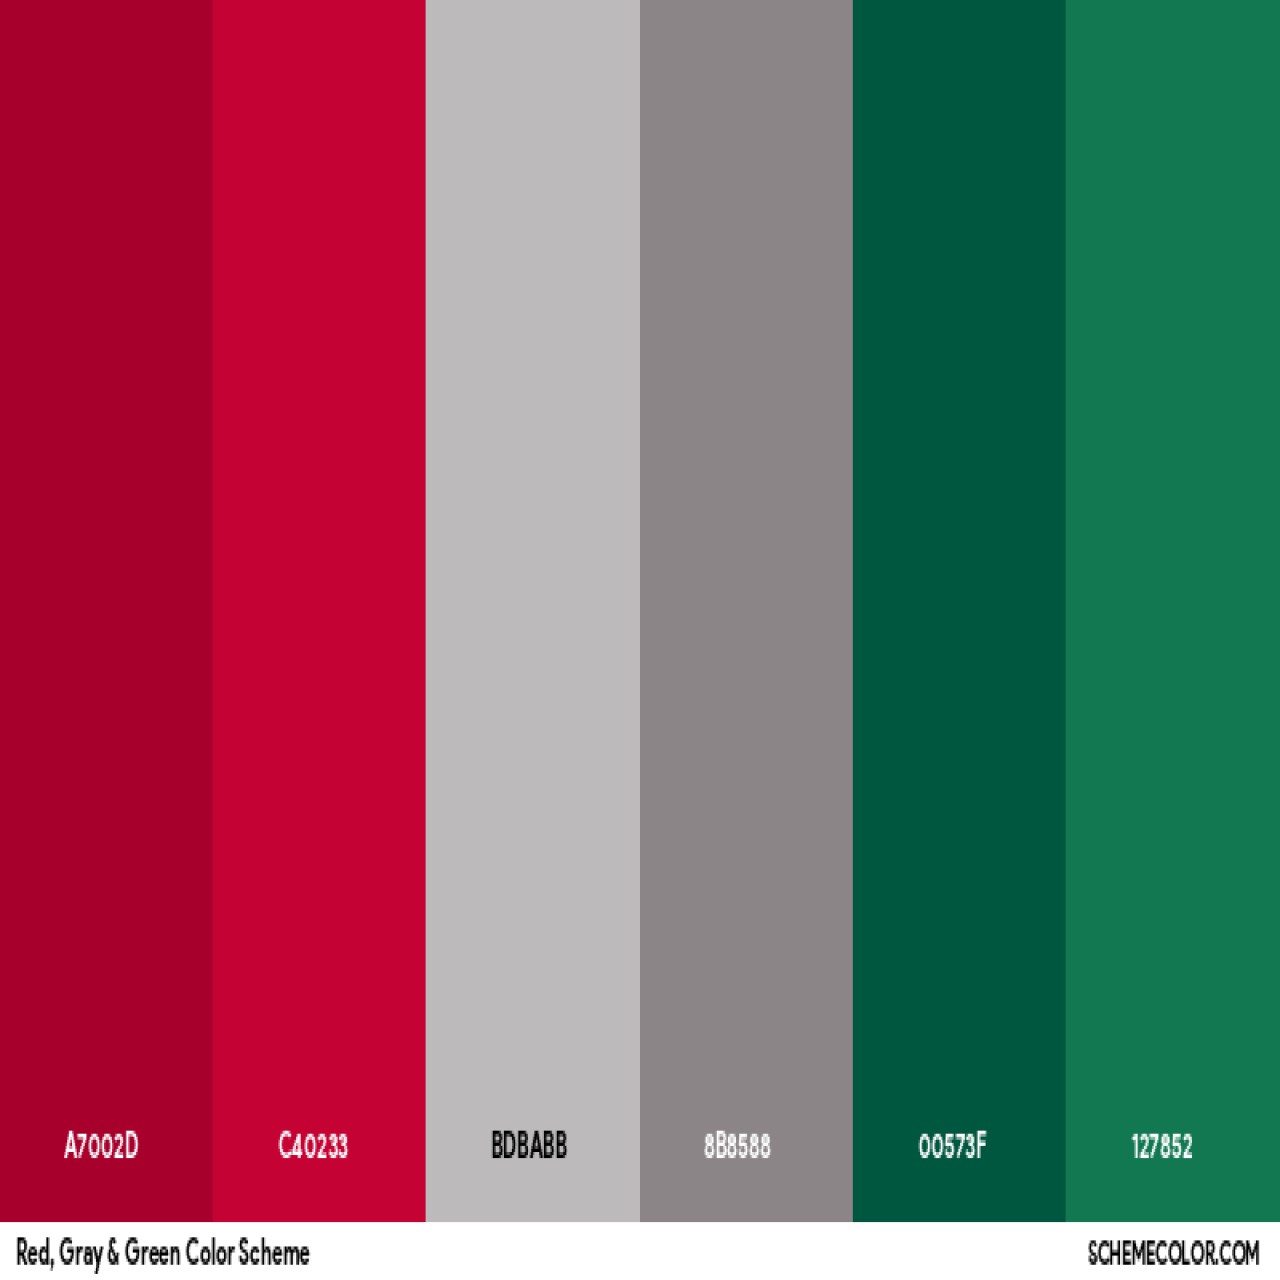 A7002D
C40233
BDBABB
8B8588
00573F
127852
Red, Gray & Green Color Scheme
SCHEMECOLOR.COM